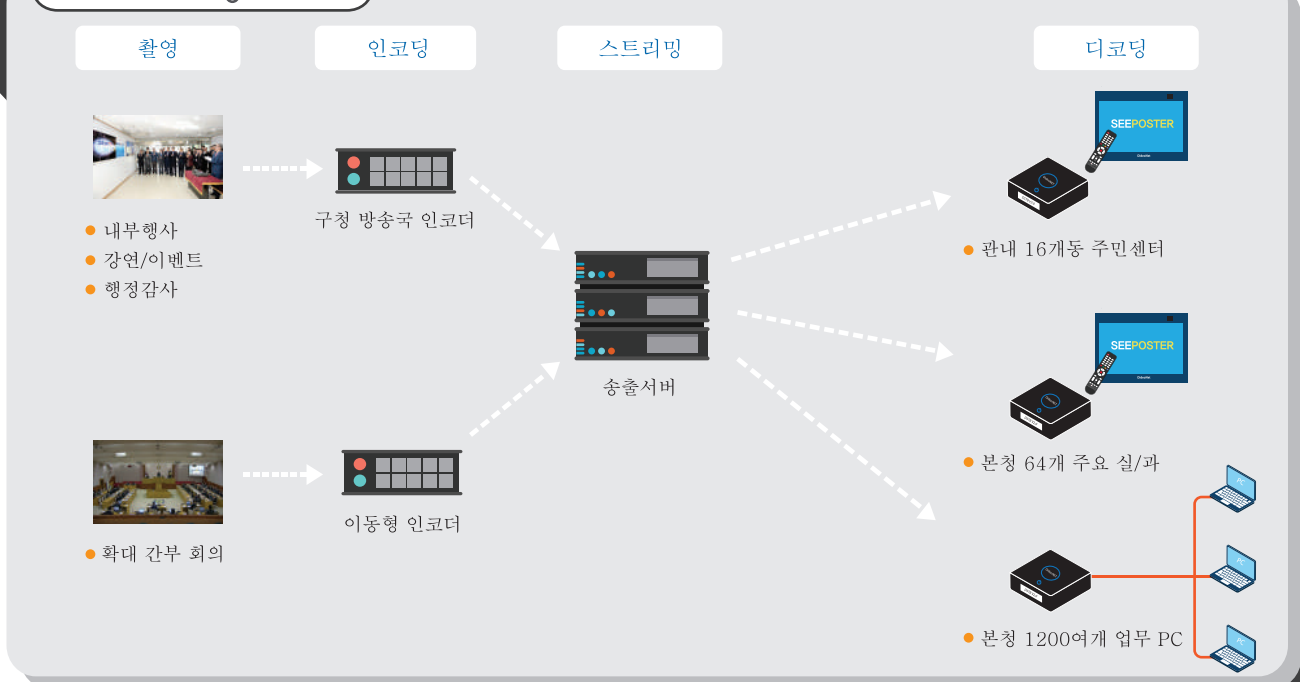 촬영
인코딩
스트리밍
디코딩
SEEPOSTER
구청 방송국 인코더
내부행사
강연/이벤트
행정감사
관내 16개동 주민센터
송출서버
SEEPOSTER
본청 64개 주요 실/과
이동형 인코더
확대 간부 회의
PC
PC
본청 1200여개 업무 PC
PC